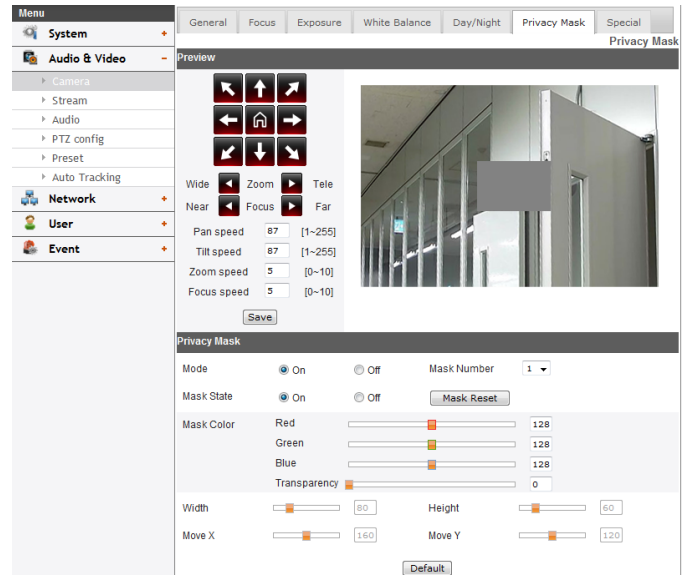 Menu
System +
Audio & Video -
Camera
Stream
Audio
PTZ config
Preset
Auto Tracking
Network +
User +
Event +
General Focus Exposure White Balance Day/Night Privacy Mask Special
Privacy Mask
Preview
Wide Zoom Tele
Near Focus Far
Pan speed 87 [1~255]
Tilt speed 87 [1~255]
Zoom speed 5 [0~10]
Focus speed 5 [0~10]
Save
Privacy Mask
Mode On Off Mask Number 1
Mask State On Off Mask Reset
Mask Color Red 128
Green 128
Blue 128
Transparency 0
Width 80 Height 60
Move X 160 Move Y 120
Default